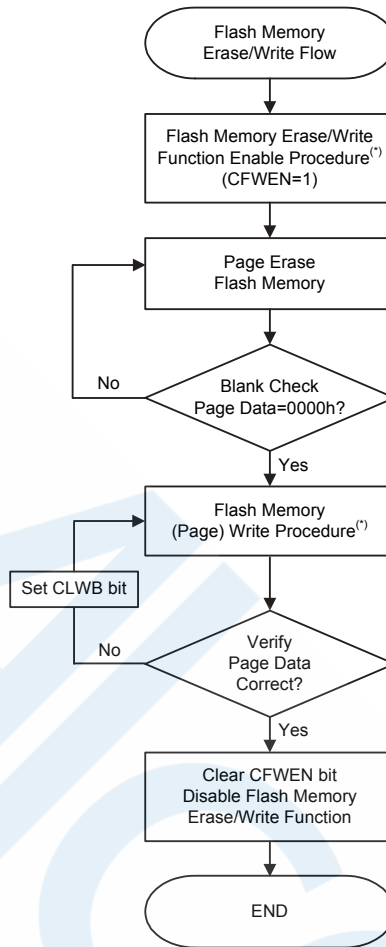 Flash Memory
Erase/Write Flow
Flash Memory Erase/Write
Function Enable Procedure(*)
(CFWEN=1)
Page Erase
Flash Memory
No
Blank Check
Page Data=0000h?
Yes
Flash Memory
(Page) Write Procedure(*)
Set CLWB bit
No
Verify
Page Data
Correct?
Yes
Clear CFWEN bit
Disable Flash Memory
Erase/Write Function
END